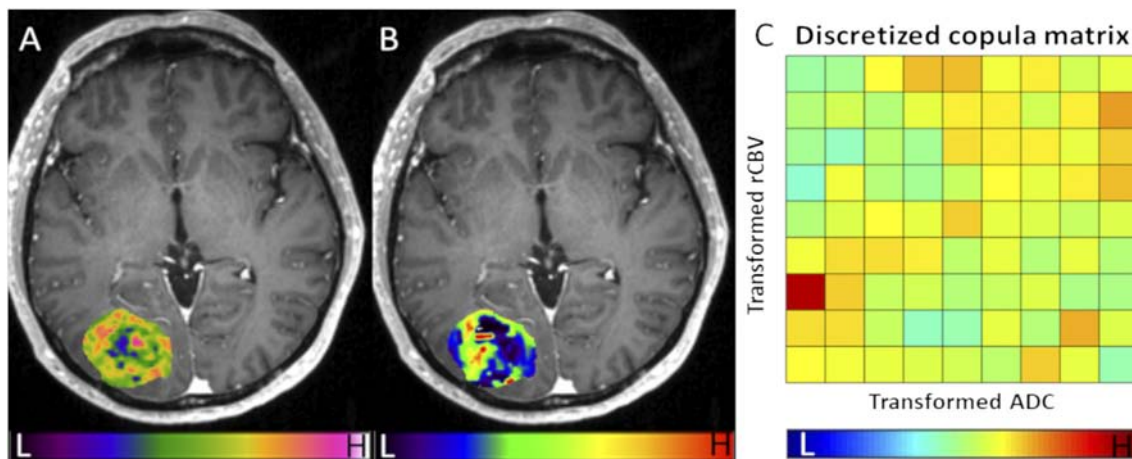 A
B
C
Discretized copula matrix
Transformed rCBV
Transformed ADC
L
H
L
H
L
H